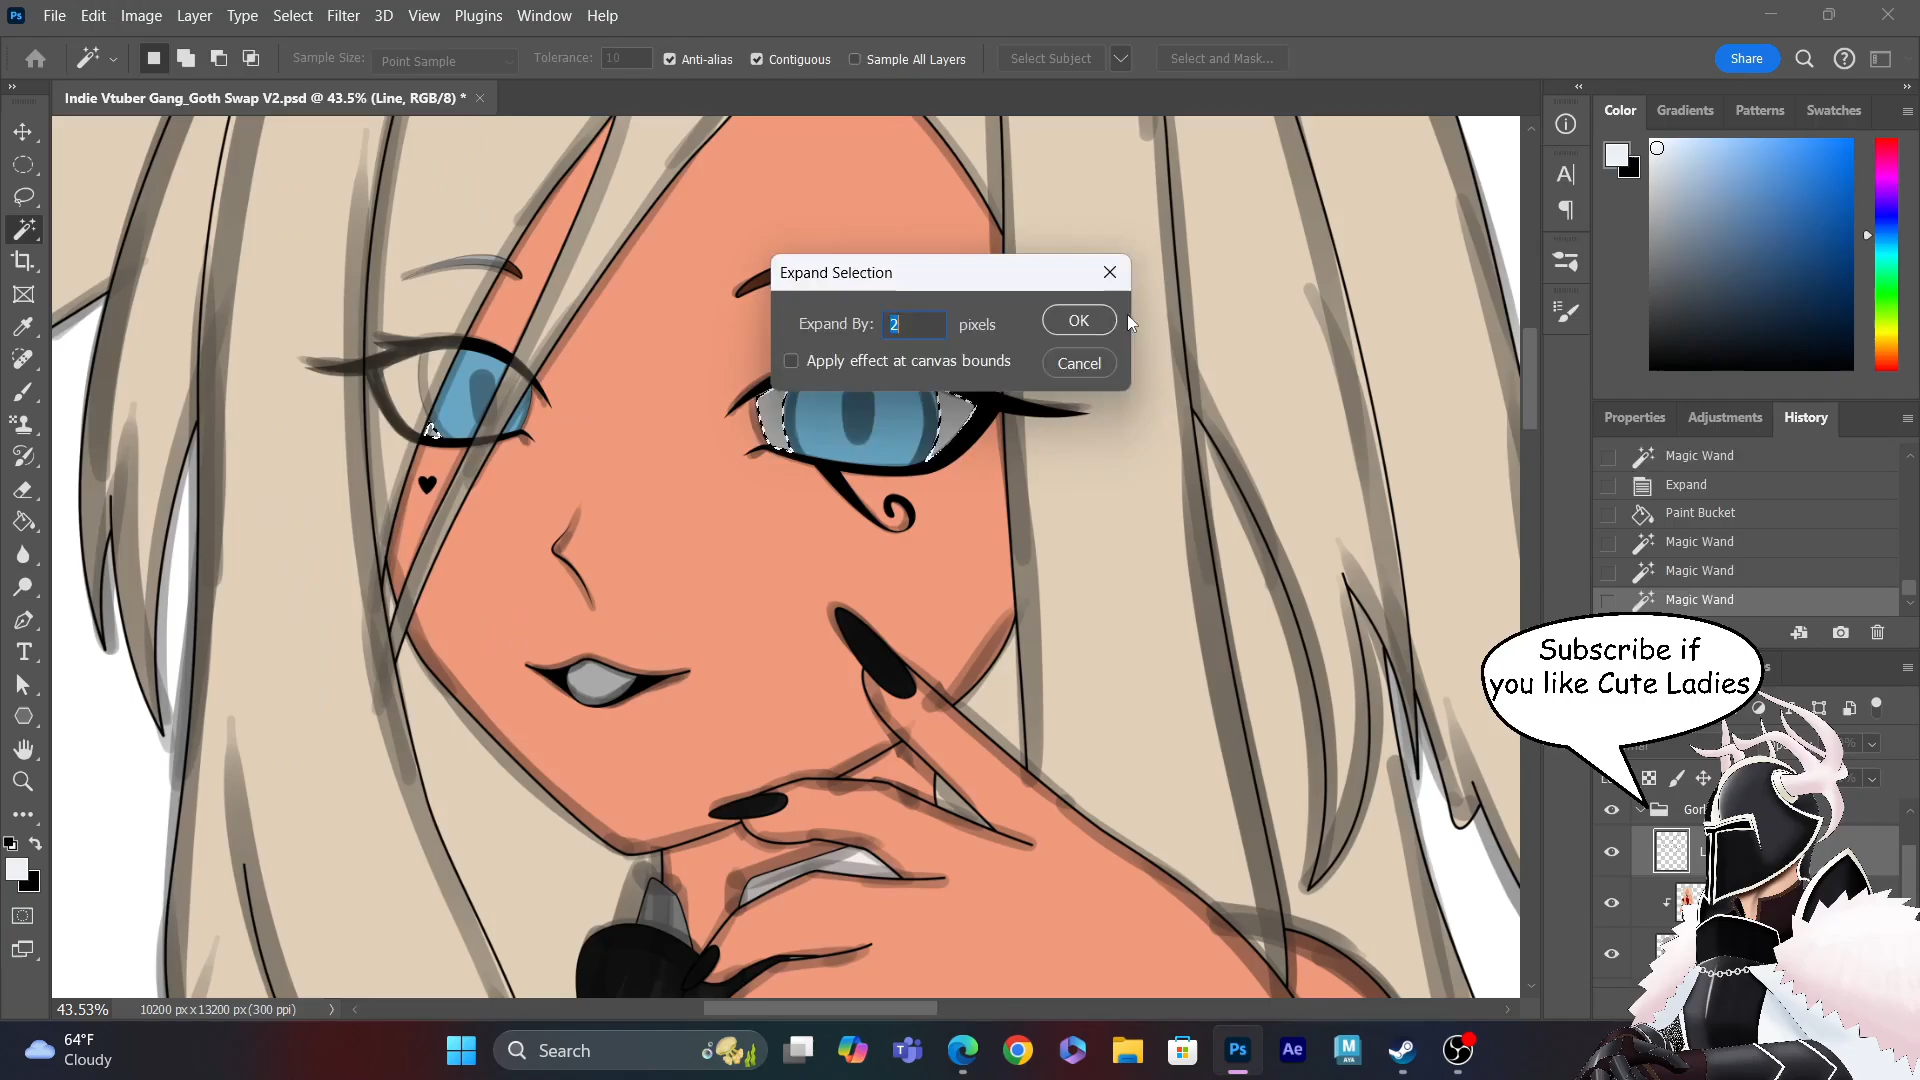 Ps File Edit Image Layer Type Select Filter 3D View Plugins Window Help
Sample Size: Point Sample Tolerance: 10 Anti-alias Contiguous Sample All Layers Select Subject Select and Mask... Share
Indie Vtuber Gang_Goth Swap V2.psd @ 43.5% (Line, RGB/8) *
Color Gradients Patterns Swatches
Expand Selection
Expand By: 2 pixels OK
Apply effect at canvas bounds Cancel
Properties Adjustments History
Magic Wand
Expand
Paint Bucket
Magic Wand
Magic Wand
Magic Wand
Subscribe if
you like Cute Ladies
43.53% 10200 px x 13200 px (300 ppi)
64°F
Cloudy
Search
Ps Ae M
AYA